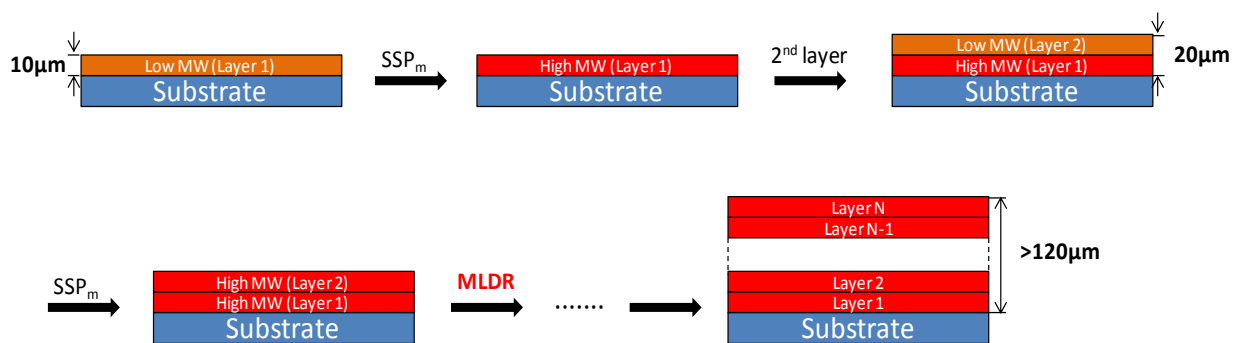 10µm
Low MW (Layer 1)
Substrate
SSPm
High MW (Layer 1)
Substrate
2nd layer
Low MW (Layer 2)
High MW (Layer 1)
Substrate
20µm
SSPm
High MW (Layer 2)
High MW (Layer 1)
Substrate
MLDR
.......
Layer N
Layer N-1
Layer 2
Layer 1
Substrate
>120µm